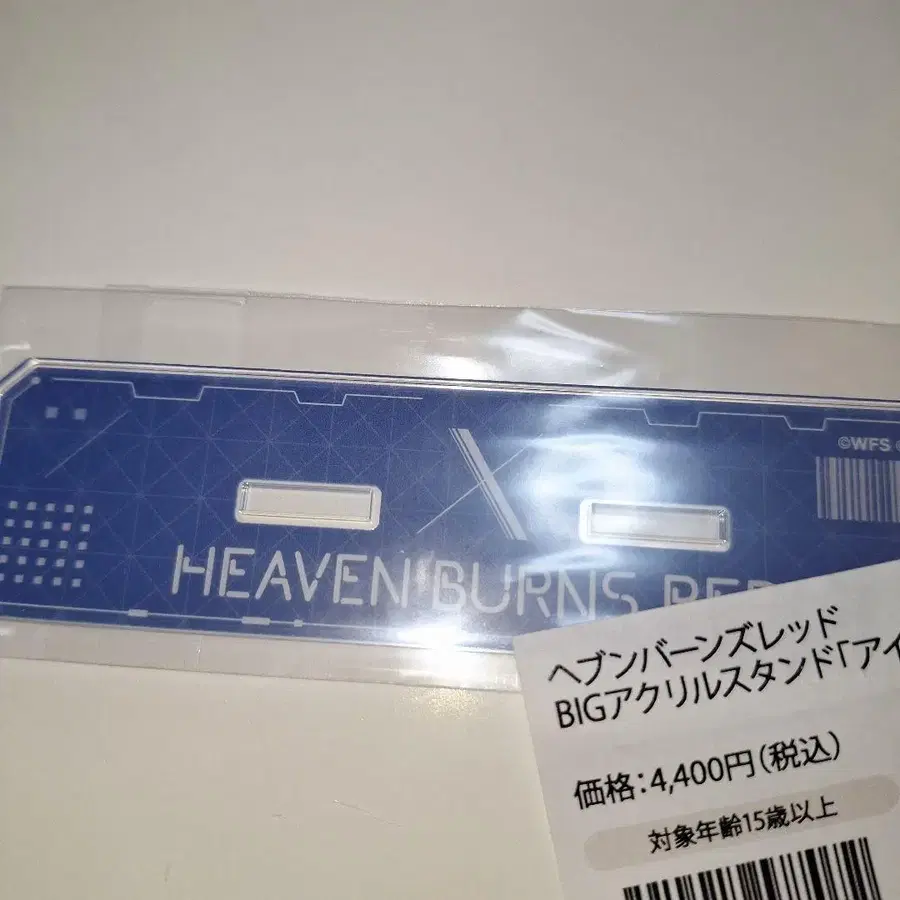 ©WFS
HEAVEN BURNS RED
ヘブンバーンズレッド
BIGアクリルスタンド「アイ
価格：4,400円(税込)
対象年齢15歳以上